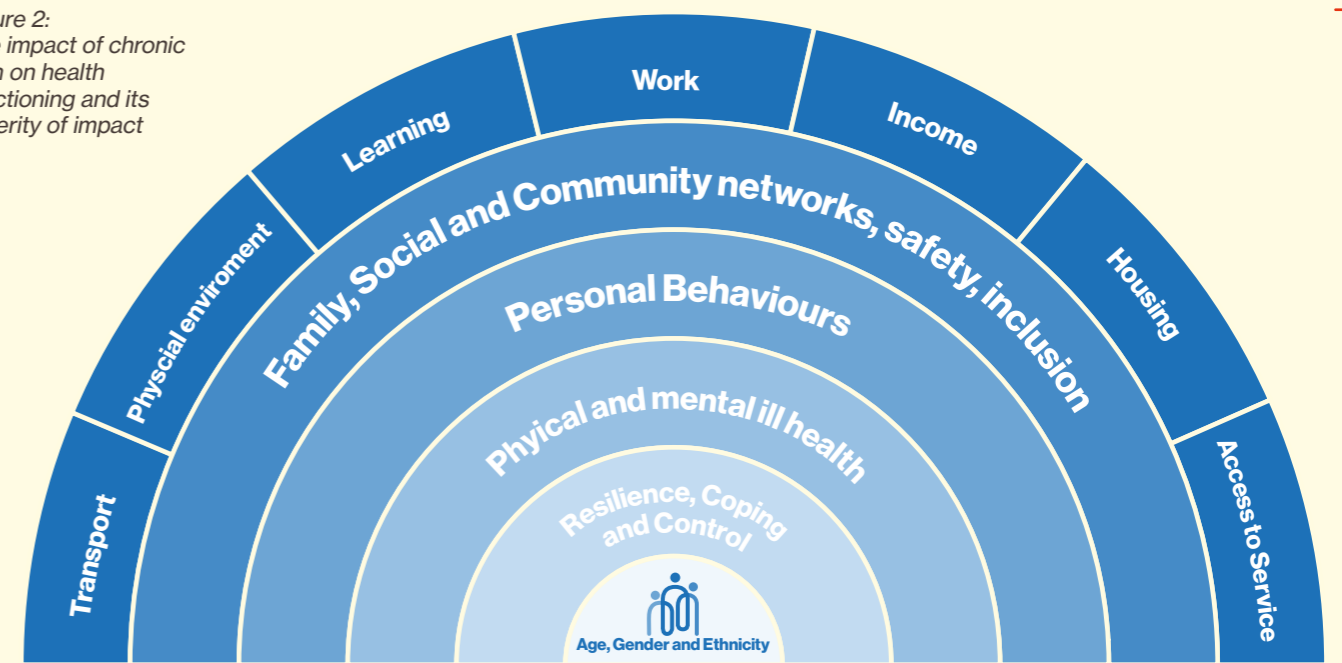 ure 2:
impact of chronic
on health
ctioning and its
erity of impact
Transport
Physcial enviroment
Learning
Work
Income
Housing
Access to Service
Family, Social and Community networks, safety, inclusion
Personal Behaviours
Phyical and mental ill health
Resilience, Coping
and Control
Age, Gender and Ethnicity